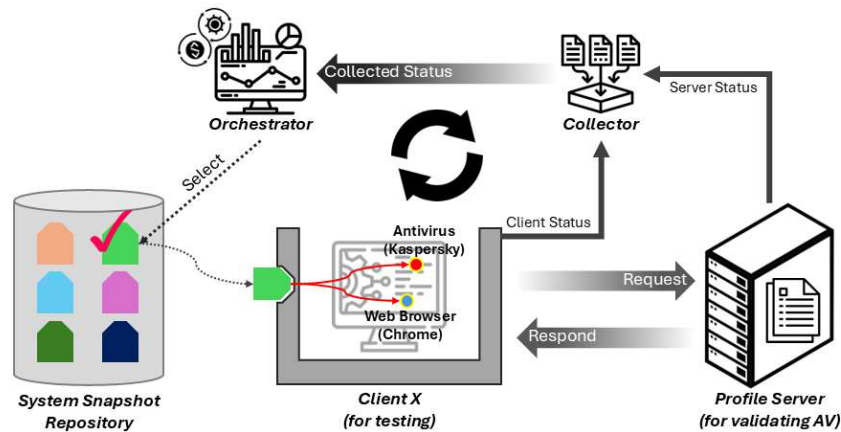 Collected Status
Orchestrator
Collector
Server Status
Select
Client Status
Antivirus
(Kaspersky)
Request
Web Browser
(Chrome)
Respond
System Snapshot
Repository
Client X
(for testing)
Profile Server
(for validating AV)